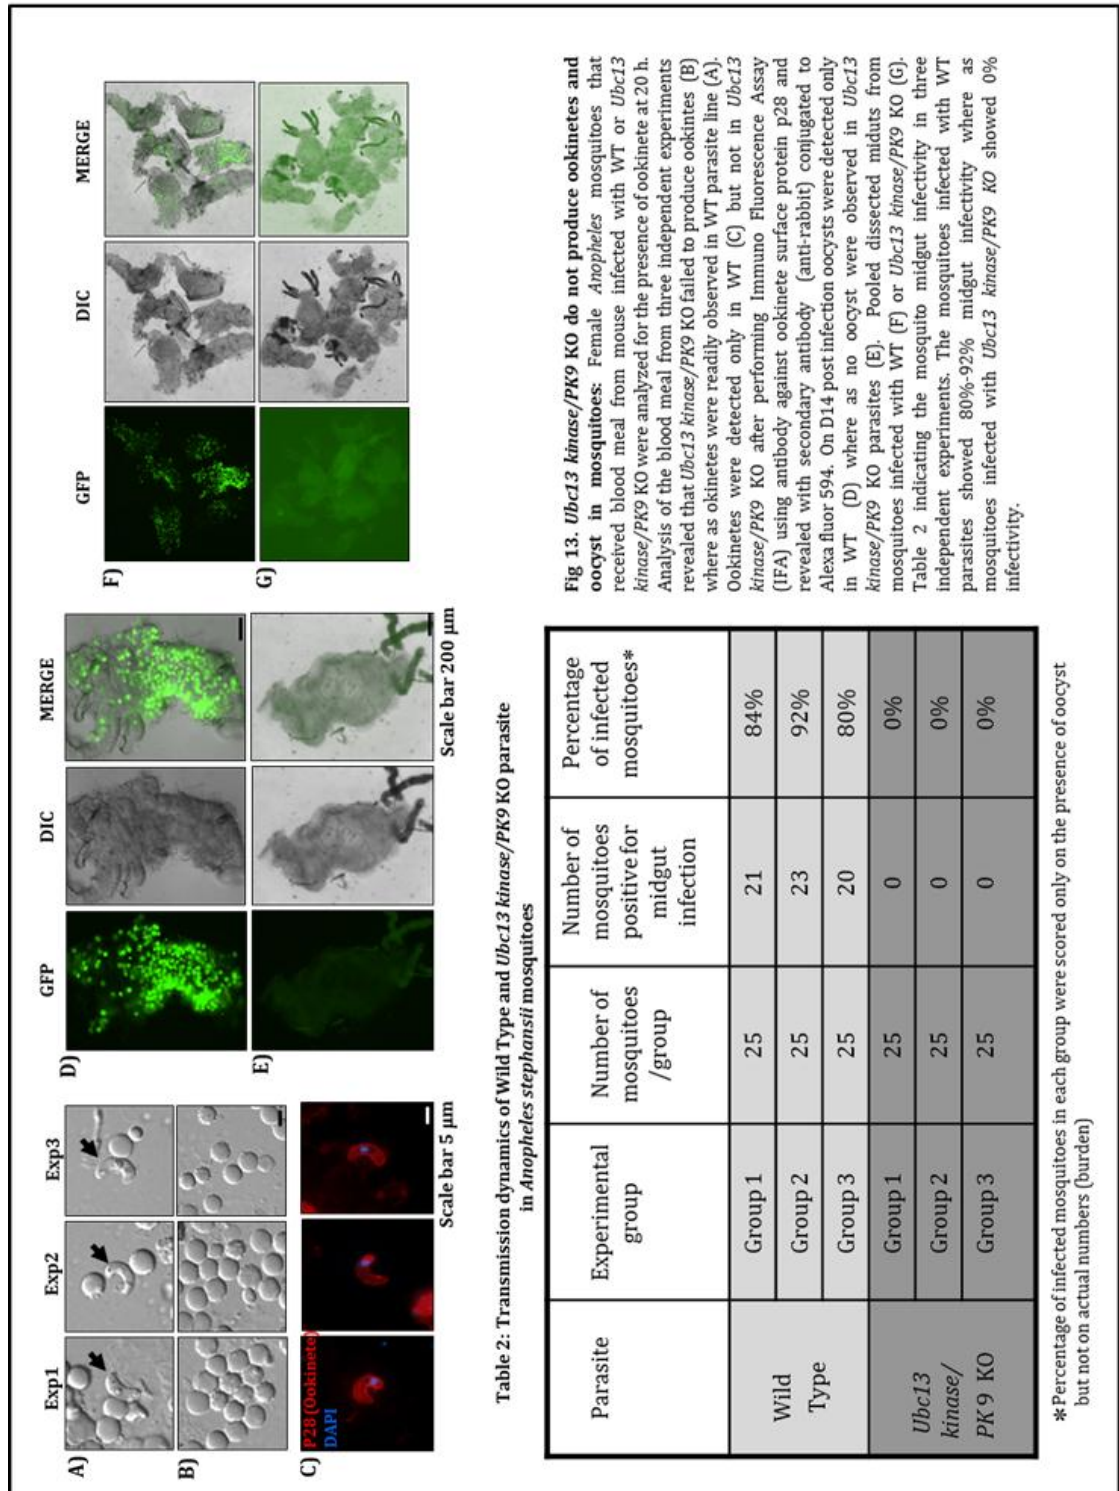 Exp1 Exp2 Exp3
A)
B)
C)
P28(Ookinete)
DAPI
Scale bar 5 μm
GFP DIC MERGE
D)
E)
Scale bar 200 μm
GFP DIC MERGE
F)
G)
Table 2: Transmission dynamics of Wild Type and Ubc13 kinase/PK9 KO parasite
in Anopheles stephansii mosquitoes
Parasite Experimental group Number of mosquitoes /group Number of mosquitoes positive for midgut infection Percentage of infected mosquitoes*
Wild Type Group 1 25 21 84%
Group 2 25 23 92%
Group 3 25 20 80%
Ubc13 kinase/ PK9 KO Group 1 25 0 0%
Group 2 25 0 0%
Group 3 25 0 0%
*Percentage of infected mosquitoes in each group were scored only on the presence of oocyst
but not on actual numbers (burden)
Fig 13. Ubc13 kinase/PK9 KO do not produce ookinetes and
oocyst in mosquitoes: Female Anopheles mosquitoes that
received blood meal from mouse infected with WT or Ubc13
kinase/PK9 KO were analyzed for the presence of ookinete at 20 h.
Analysis of the blood meal from three independent experiments
revealed that Ubc13 kinase/PK9 KO failed to produce ookintes (B)
where as okinetes were readily observed in WT parasite line (A).
Ookinetes were detected only in WT (C) but not in Ubc13
kinase/PK9 KO after performing Immuno Fluorescence Assay
(IFA) using antibody against ookinete surface protein p28 and
revealed with secondary antibody (anti-rabbit) conjugated to
Alexa fluor 594. On D14 post infection oocysts were detected only
in WT (D) where as no oocyst were observed in Ubc13
kinase/PK9 KO parasites (E). Pooled dissected miduts from
mosquitoes infected with WT (F) or Ubc13 kinase/PK9 KO (G).
Table 2 indicating the mosquito midgut infectivity in three
independent experiments. The mosquitoes infected with WT
parasites showed 80%-92% midgut infectivity where as
mosquitoes infected with Ubc13 kinase/PK9 KO showed 0%
infectivity.